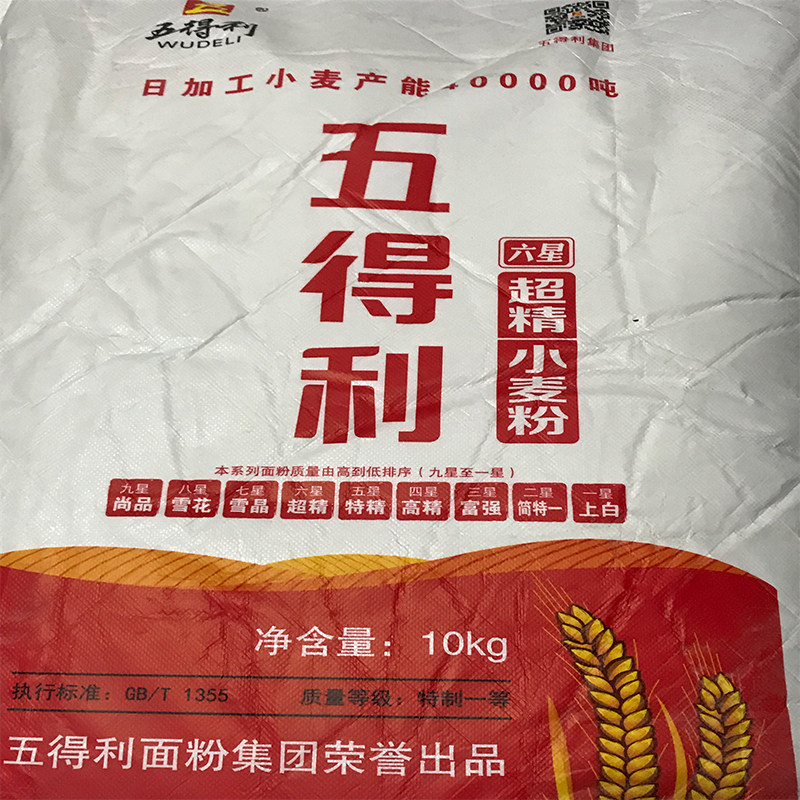 五得利
WUDELI
五得利集团
日加工小麦产能40000吨
五得利
六星
超精
小麦粉
本系列面粉质量由高到低排序（九星至一星）
九星 八星 七星 六星 五星 四星 三星 二星 一星
尚品 雪花 雪晶 超精 特精 高精 富强 简特一 上白
净含量：10kg
执行标准：GB/T 1355 质量等级：特制一等
五得利面粉集团荣誉出品